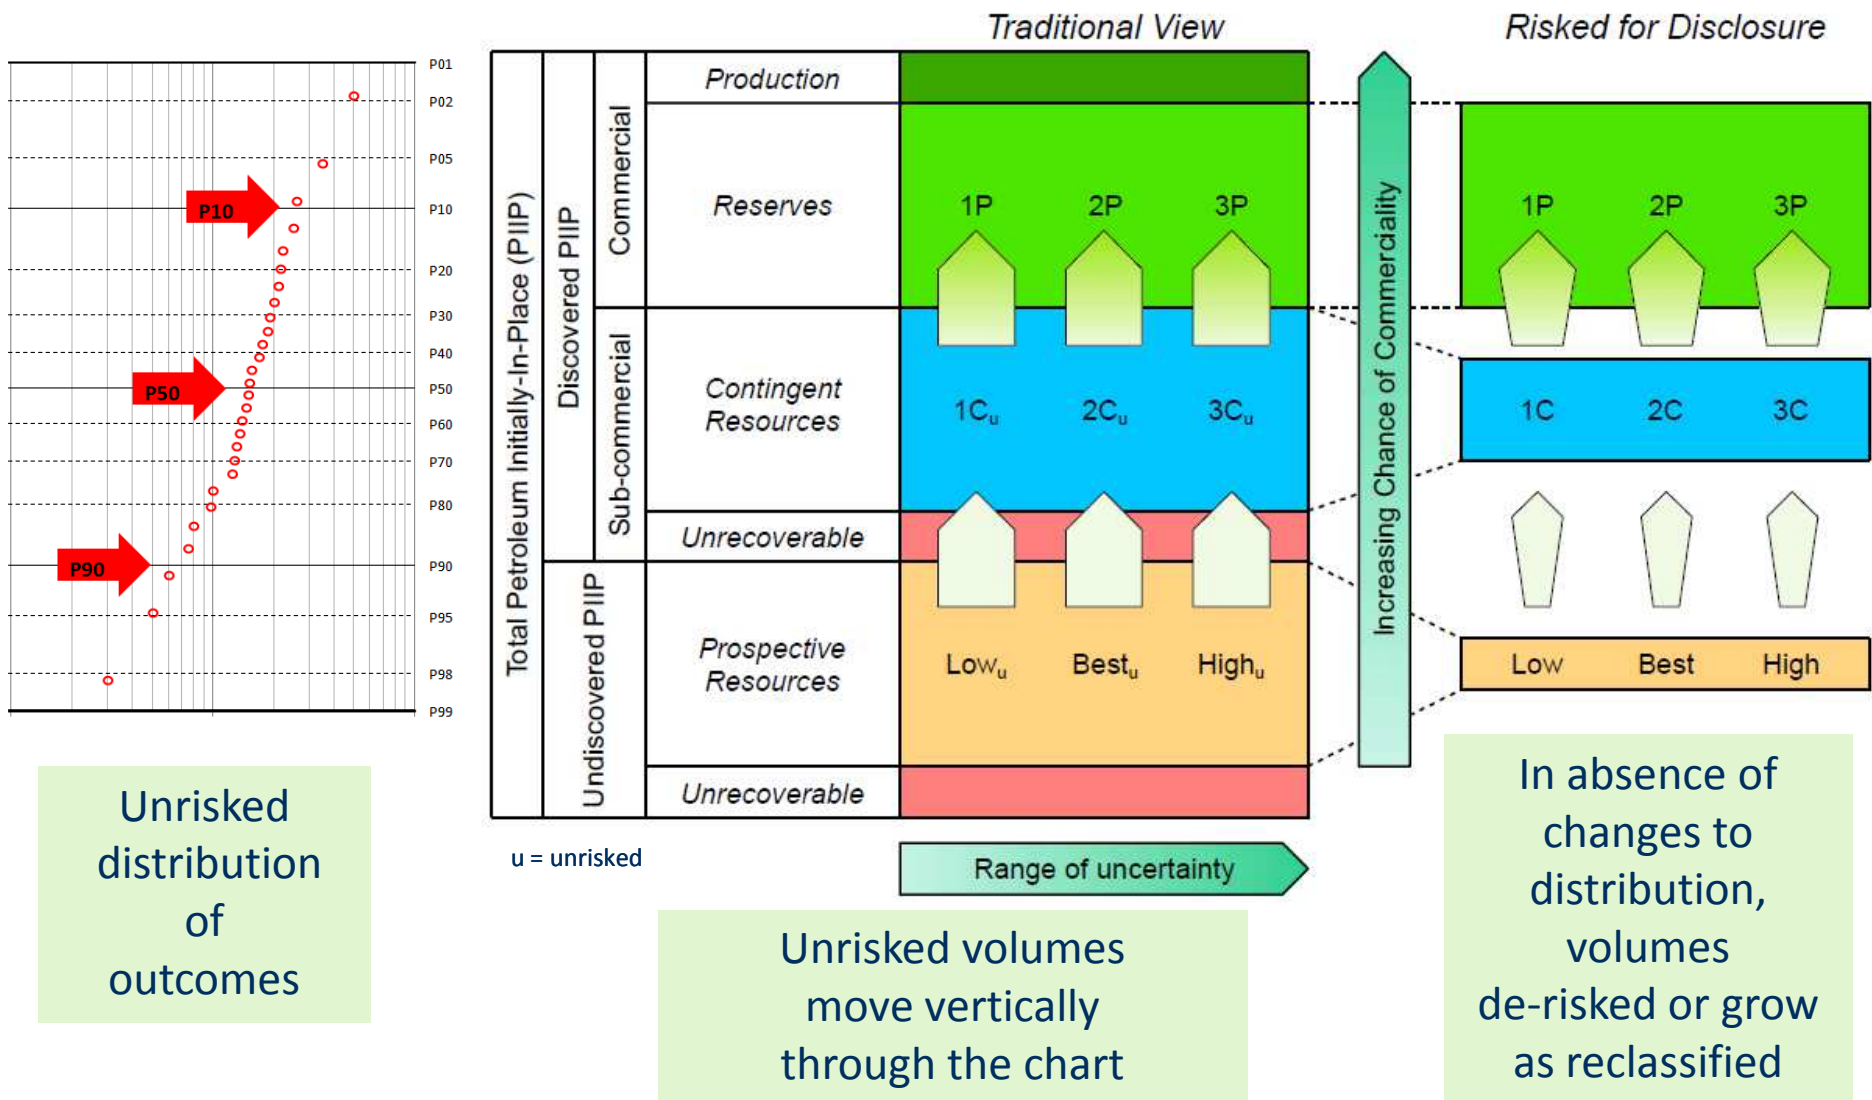 Traditional View
Risked for Disclosure
P01
P02
P05
P10
P20
P30
P40
P50
P60
P70
P80
P90
P95
P98
P99
P10
P50
P90
Total Petroleum Initially-In-Place (PIIP)
Discovered PIIP
Undiscovered PIIP
Commercial
Sub-commercial
Production
Reserves
Contingent
Resources
Unrecoverable
Prospective
Resources
Unrecoverable
1P 2P 3P
1Cu 2Cu 3Cu
Lowu Bestu Highu
Increasing Chance of Commerciality
1P 2P 3P
1C 2C 3C
Low Best High
u = unrisked
Range of uncertainty
Unrisked
distribution
of
outcomes
Unrisked volumes
move vertically
through the chart
In absence of
changes to
distribution,
volumes
de-risked or grow
as reclassified